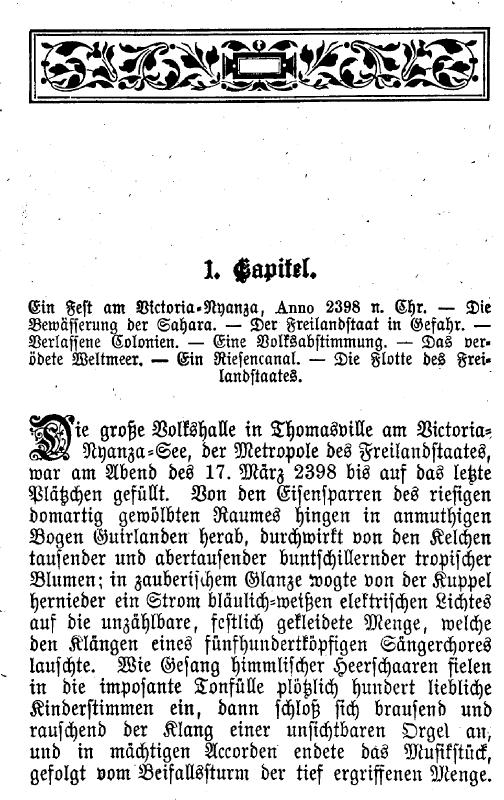 1. Capitel.
Ein Fest am Victoria-Nyanza, Anno 2398 n. Chr. — Die
Bewässerung der Sahara. — Der Freilandstaat in Gefahr. —
Verlassene Colonien. — Eine Volksabstimmung. — Das ver-
ödete Weltmeer. — Ein Riesencanal. — Die Flotte des Frei-
landstaates.
Die große Volkshalle in Thomasville am Victoria-
Nyanza-See, der Metropole des Freilandstaates,
war am Abend des 17. März 2398 bis auf das letzte
Plätzchen gefüllt. Von den Eisensparren des riesigen
domartig gewölbten Raumes hingen in anmuthigen
Bogen Guirlanden herab, durchwirkt von den Kelchen
tausender und abertausender buntschillernder tropischer
Blumen; in zauberischem Glanze wogte von der Kuppel
hernieder ein Strom bläulich-weißen elektrischen Lichtes
auf die unzählbare, festlich gekleidete Menge, welche
den Klängen eines fünfhundertköpfigen Sängerchores
lauschte. Wie Gesang himmlischer Heerschaaren fielen
in die imposante Tonfülle plötzlich hundert liebliche
Kinderstimmen ein, dann schloß sich brausend und
rauschend der Klang einer unsichtbaren Orgel an,
und in mächtigen Accorden endete das Musikstück,
gefolgt vom Beifallssturm der tief ergriffenen Menge.